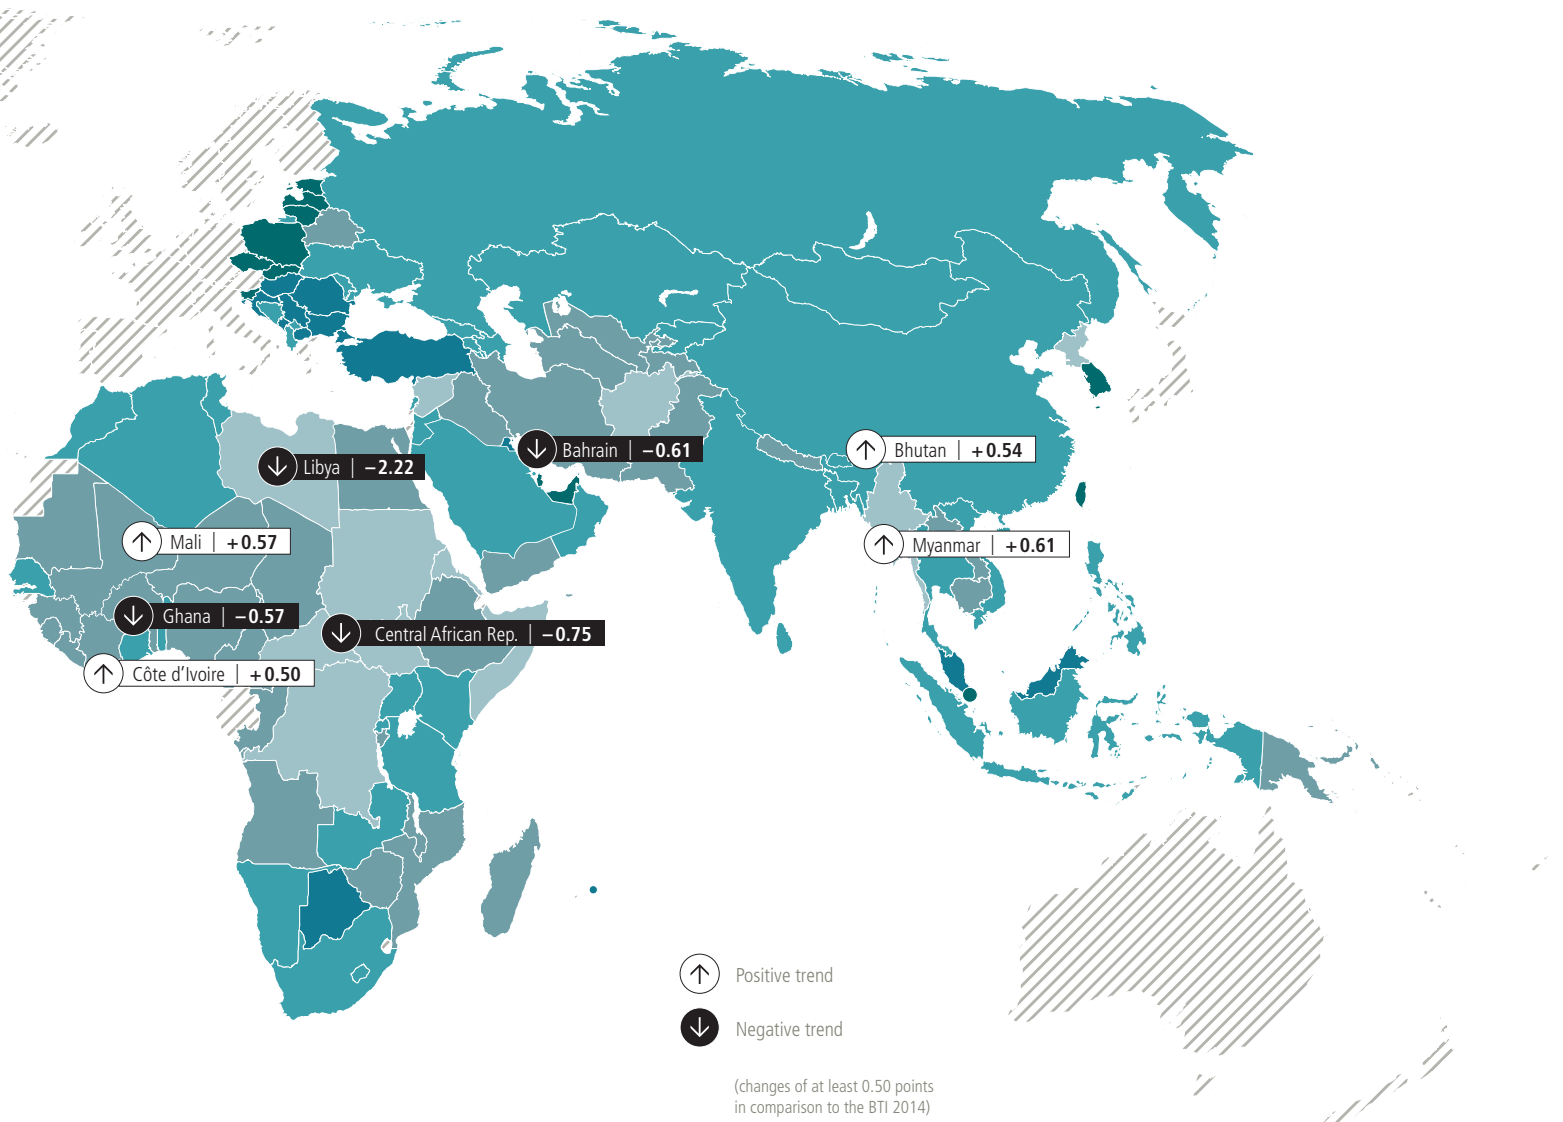 Bahrain | −0.61
Bhutan | +0.54
Libya | −2.22
Mali | +0.57
Myanmar | +0.61
Ghana | −0.57
Central African Rep. | −0.75
Côte d’Ivoire | +0.50
Positive trend
Negative trend
(changes of at least 0.50 points
in comparison to the BTI 2014)